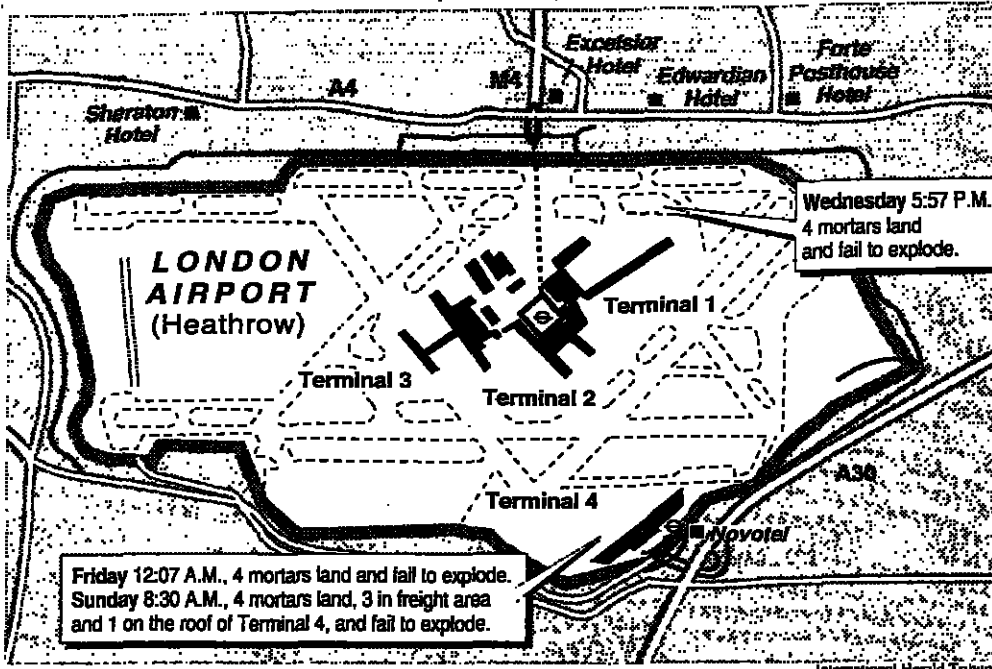 Excelsior
Hotel
Forte
Posthouse
Hotel
Edwardian
Hotel
M4
A4
Sheraton
Hotel
Wednesday 5:57 P.M.
4 mortars land
and fail to explode.
LONDON
AIRPORT
(Heathrow)
Terminal 1
Terminal 3
Terminal 2
A30
Terminal 4
Novotel
Friday 12:07 A.M., 4 mortars land and fail to explode.
Sunday 8:30 A.M., 4 mortars land, 3 in freight area
and 1 on the roof of Terminal 4, and fail to explode.